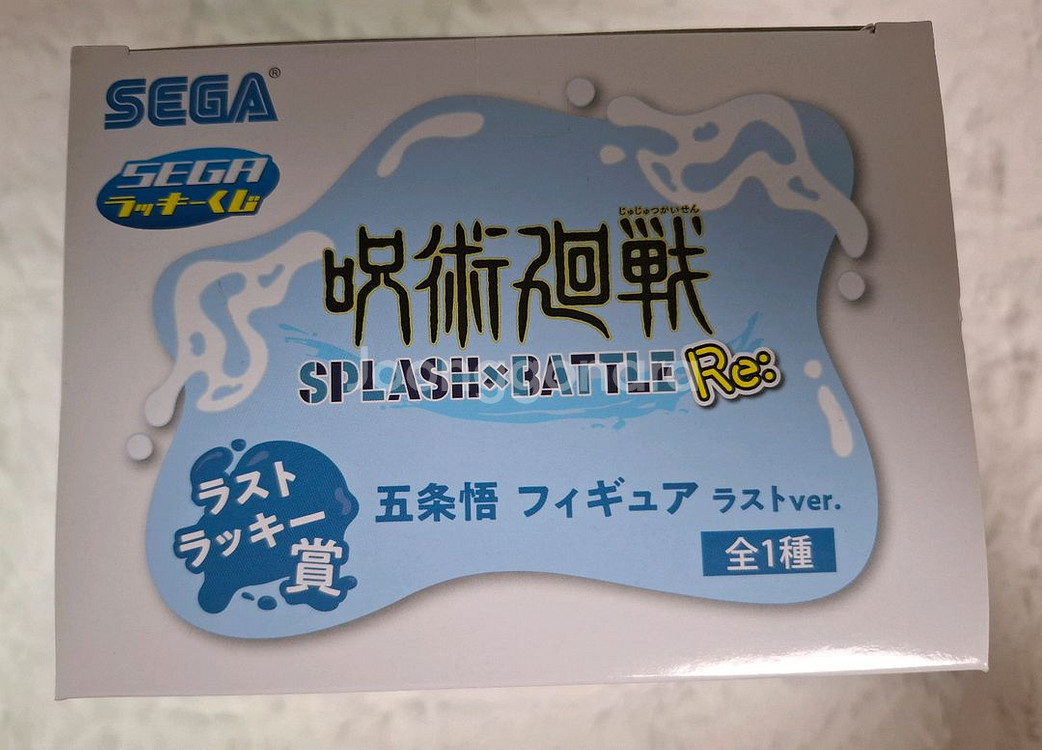 SEGA®
SEGA
ラッキーくじ
じゅじゅつかいせん
呪術廻戦
SPLASH×BATTLE Re:
ラスト
ラッキー
賞
五条悟 フィギュア ラストver.
全1種